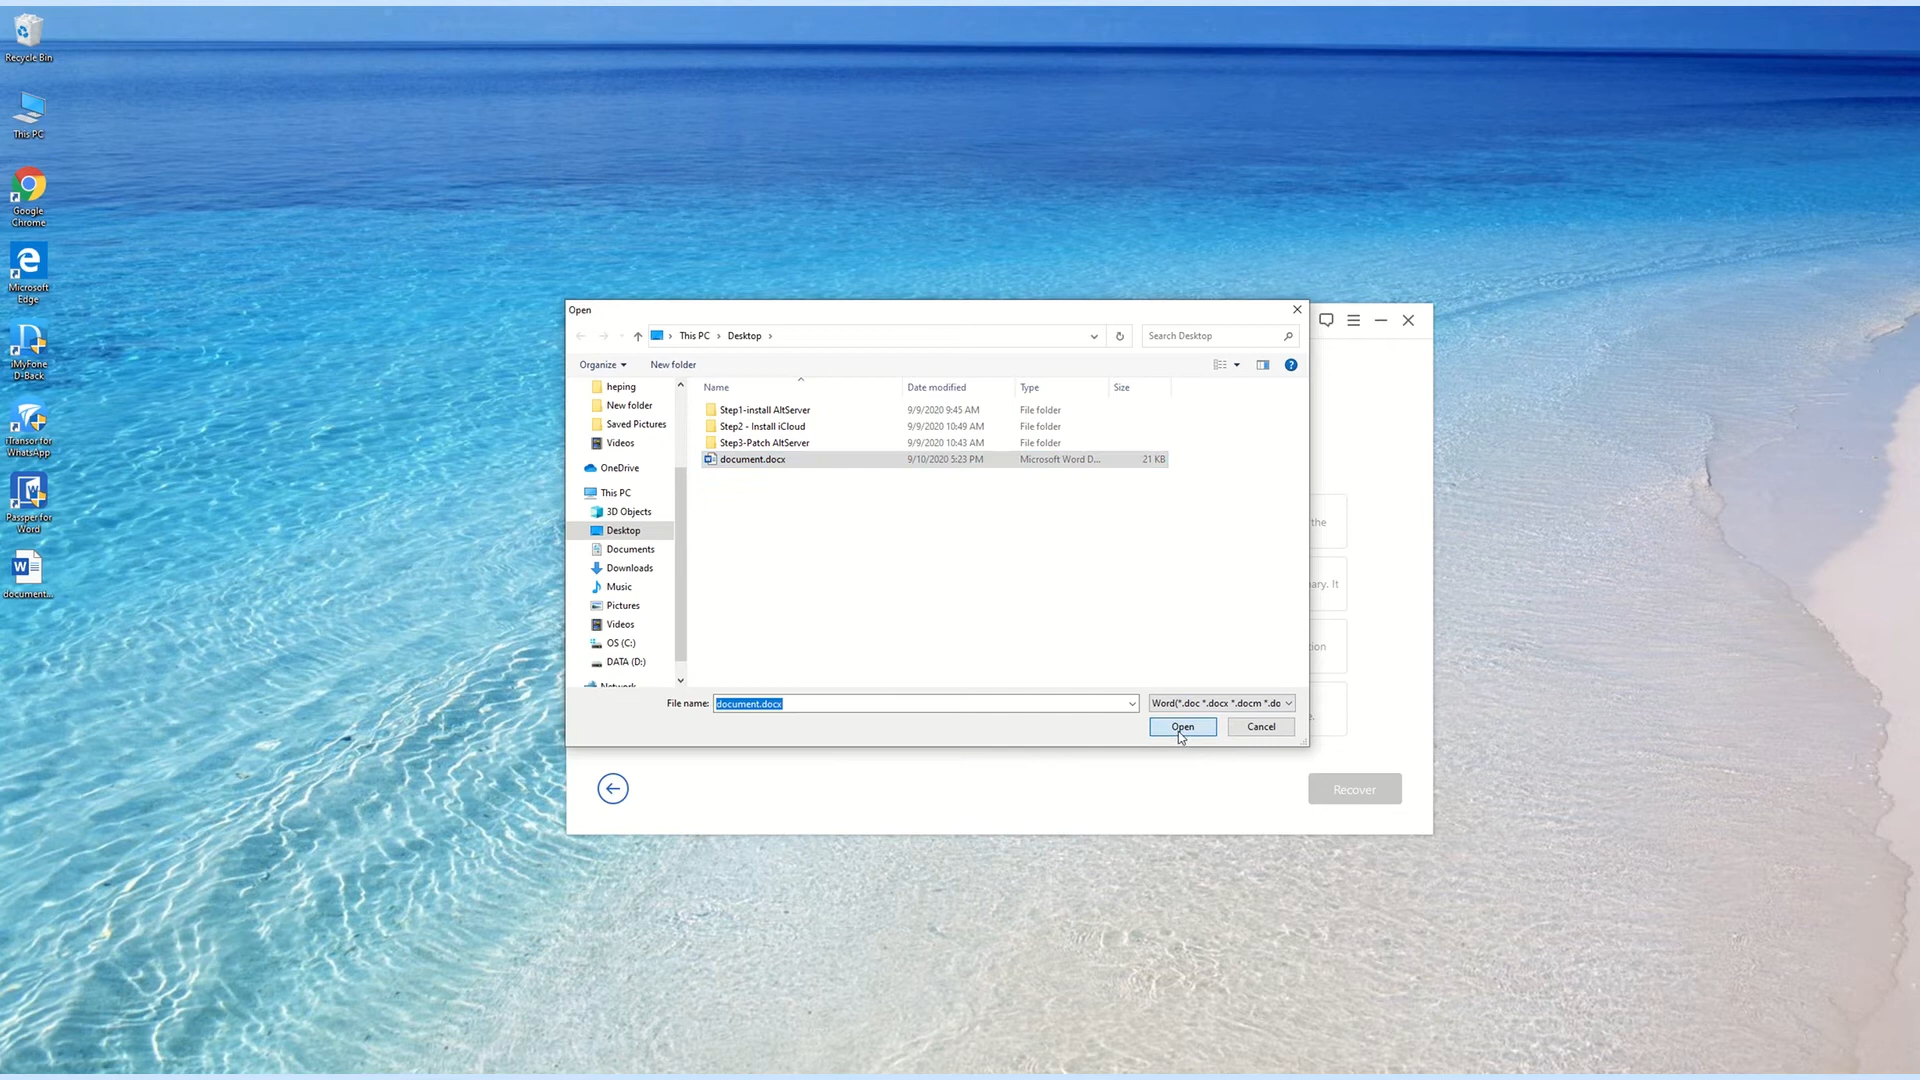 Recycle Bin
This PC
Google
Chrome
Microsoft
Edge
iMyFone
D-Back
iTransor for
WhatsApp
Passper for
Word
document...
Open
This PC
Desktop
Search Desktop
Organize
New folder
heping
New folder
Saved Pictures
Videos
OneDrive
This PC
3D Objects
Desktop
Documents
Downloads
Music
Pictures
Videos
OS (C:)
DATA (D:)
Network
Name Date modified Type Size
Step1-install AltServer 9/9/2020 9:45 AM File folder
Step2 - Install iCloud 9/9/2020 10:49 AM File folder
Step3-Patch AltServer 9/9/2020 10:43 AM File folder
document.docx 9/10/2020 5:23 PM Microsoft Word D... 21 KB
the
ary. It
ion
File name: document.docx
Word(*.doc *.docx *.docm *.do
Open Cancel
Recover